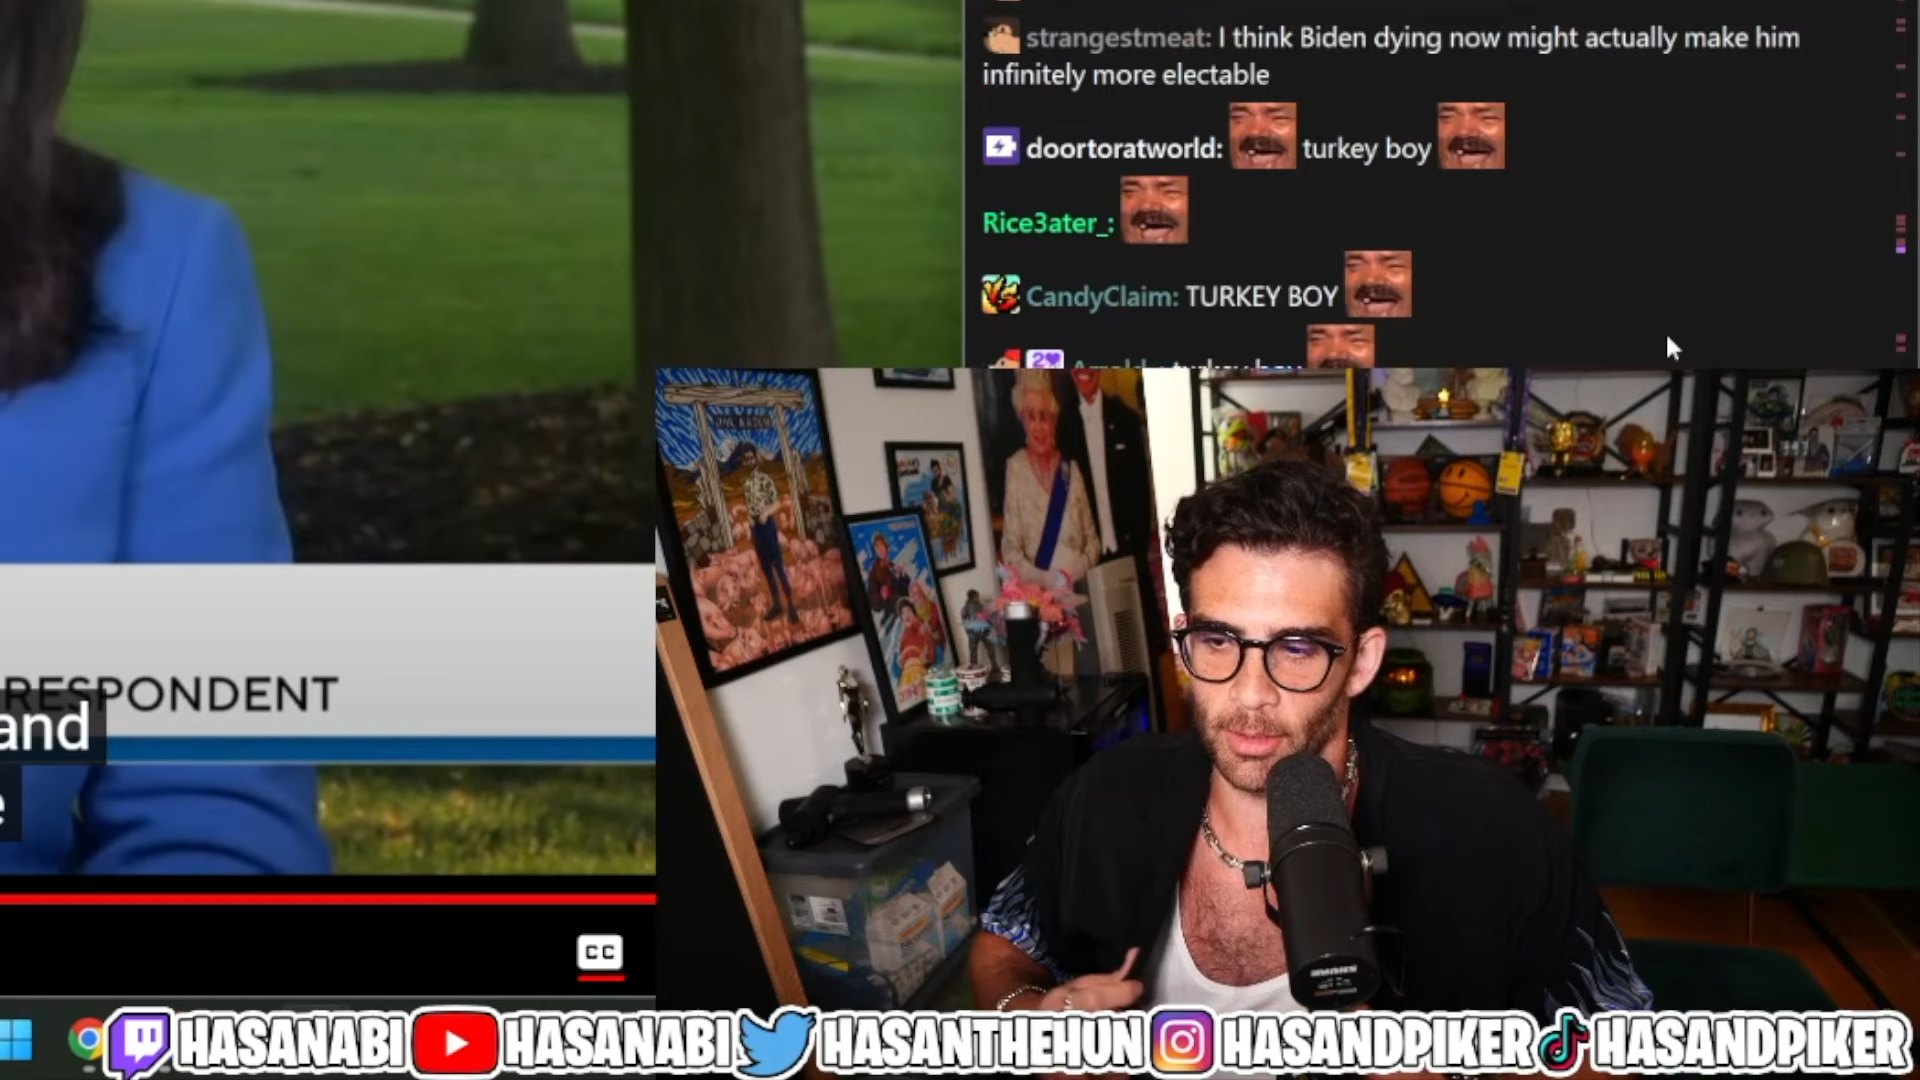 strangestmeat: I think Biden dying now might actually make him
infinitely more electable
doortoratworld: turkey boy
Rice3ater_:
CandyClaim: TURKEY BOY
RESPONDENT
and
e
CC
HASANABI HASANABI HASANTHEHUN HASANDPIKER HASANDPIKER